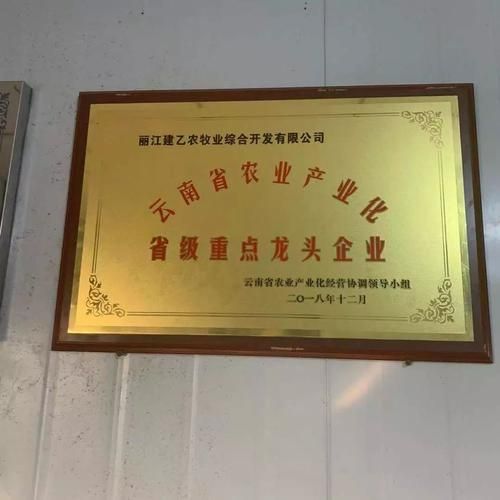 丽江建乙农牧业综合开发有限公司
云南省农业产业化
省级重点龙头企业
云南省农业产业化经营协调领导小组
二〇一八年十二月